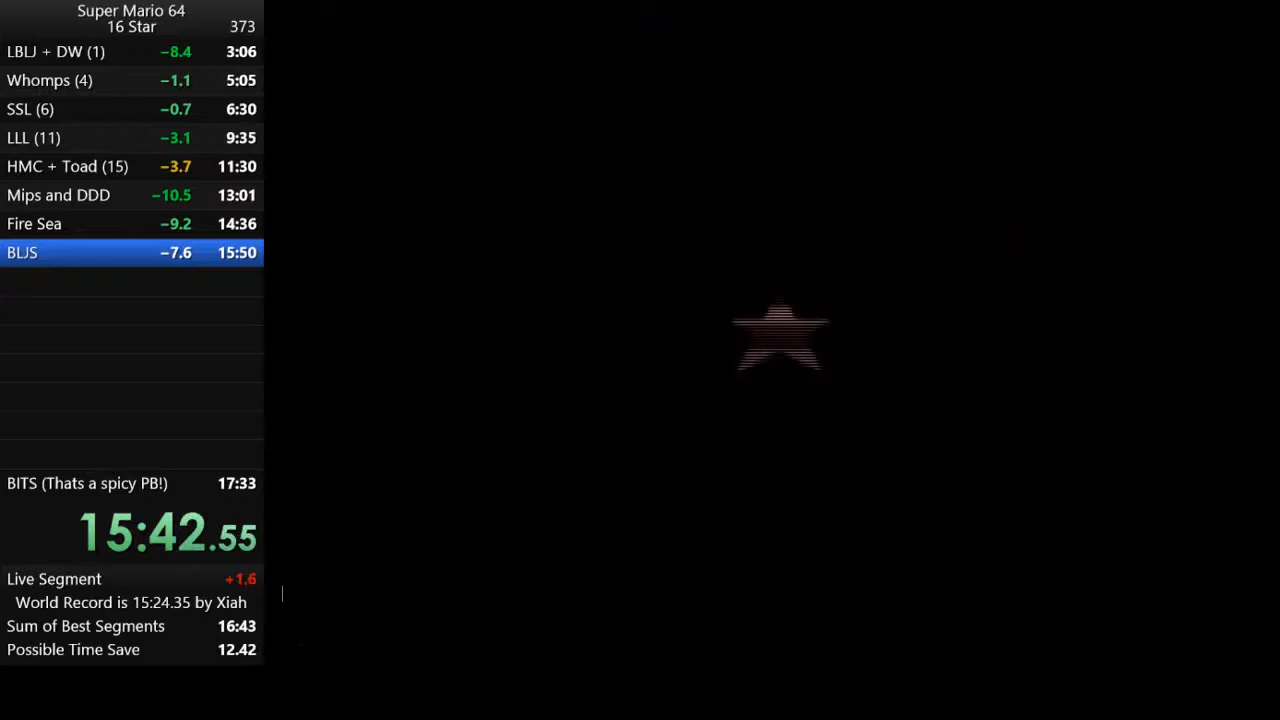 Super Mario 64
16 Star 373
LBLJ + DW (1) −8.4 3:06
Whomps (4) −1.1 5:05
SSL (6) −0.7 6:30
LLL (11) −3.1 9:35
HMC + Toad (15) −3.7 11:30
Mips and DDD −10.5 13:01
Fire Sea −9.2 14:36
BLJS −7.6 15:50
BITS (Thats a spicy PB!) 17:33
15:42.55
Live Segment +1.6
World Record is 15:24.35 by Xiah
Sum of Best Segments 16:43
Possible Time Save 12.42